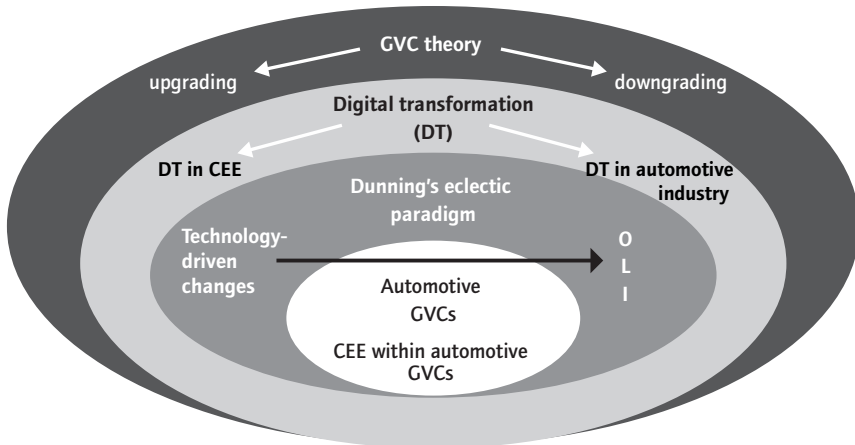 GVC theory
upgrading
downgrading
Digital transformation
(DT)
DT in CEE
DT in automotive
industry
Dunning’s eclectic
paradigm
Technology-
driven
changes
O
L
I
Automotive
GVCs
CEE within automotive
GVCs